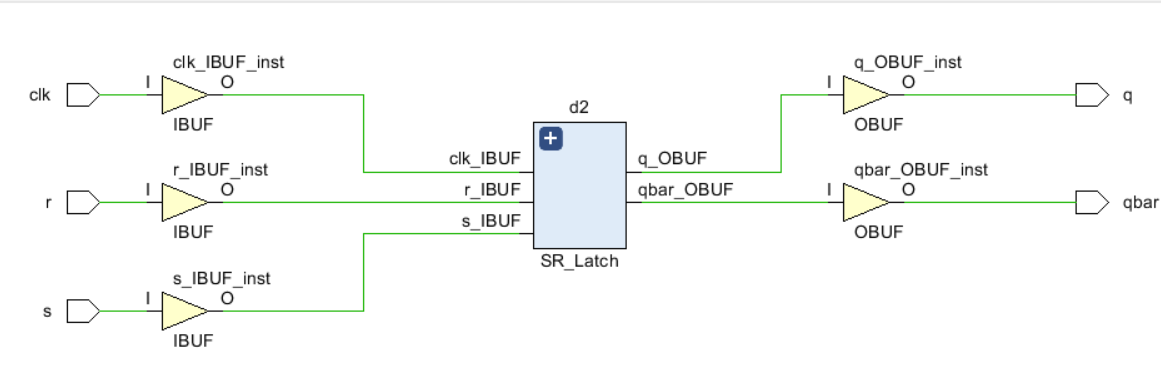 clk_IBUF_inst
clk
I
O
IBUF
r_IBUF_inst
r
I
O
IBUF
s_IBUF_inst
s
I
O
IBUF
d2
+
clk_IBUF
r_IBUF
s_IBUF
q_OBUF
qbar_OBUF
SR_Latch
q_OBUF_inst
I
O
OBUF
q
qbar_OBUF_inst
I
O
OBUF
qbar